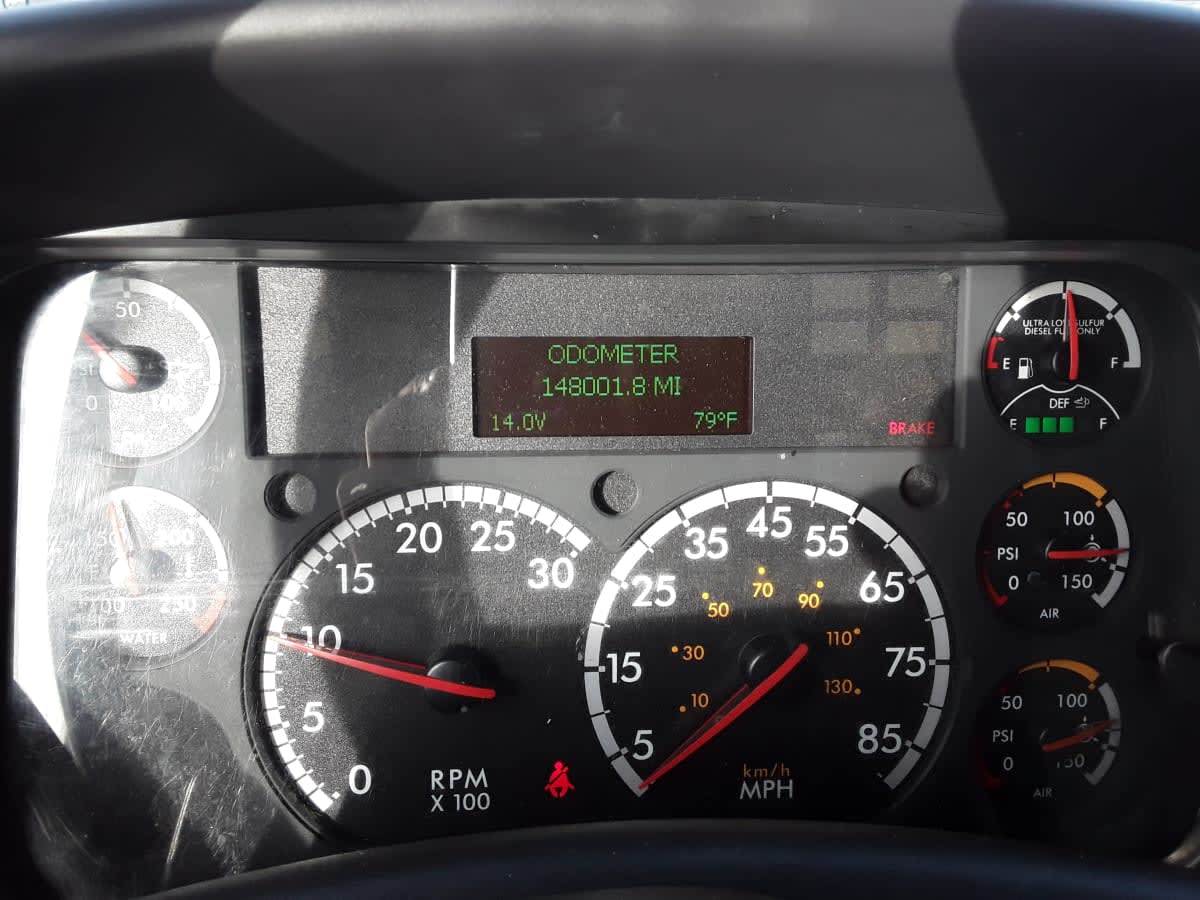 50
0
WATER
250
ODOMETER
148001.8 MI
14.0V
79°F
BRAKE
ULTRA LOW SULFUR
DIESEL FUEL ONLY
E
F
DEF
E
F
0
5
10
15
20
25
30
RPM
X 100
5
15
25
35
45
55
65
75
85
10
30
50
70
90
110
130
km/h
MPH
50
100
PSI
0
150
AIR
50
100
PSI
0
150
AIR